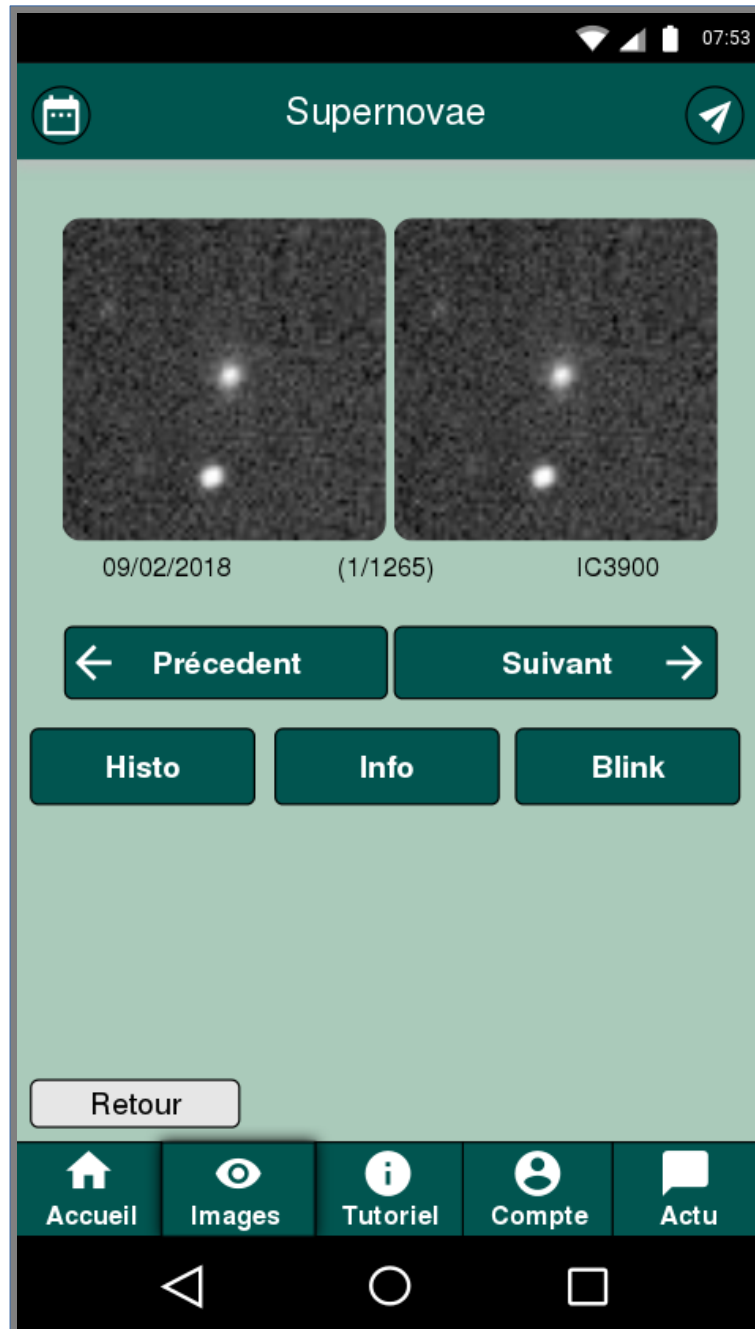 07:53
Supernovae
09/02/2018 (1/1265) IC3900
Précedent Suivant
Histo Info Blink
Retour
Accueil Images Tutoriel Compte Actu